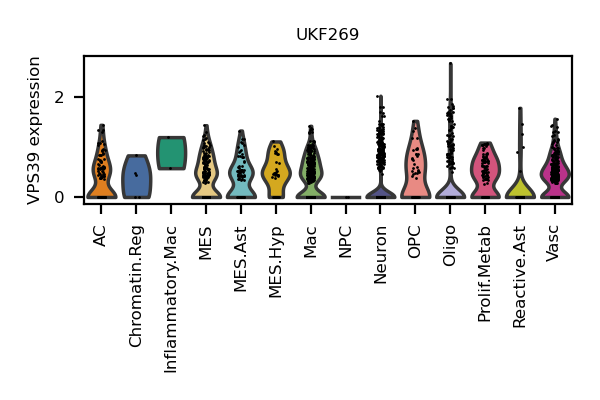 UKF269
VPS39 expression
2
0
AC
Chromatin.Reg
Inflammatory.Mac
MES
MES.Ast
MES.Hyp
Mac
NPC
Neuron
OPC
Oligo
Prolif.Metab
Reactive.Ast
Vasc